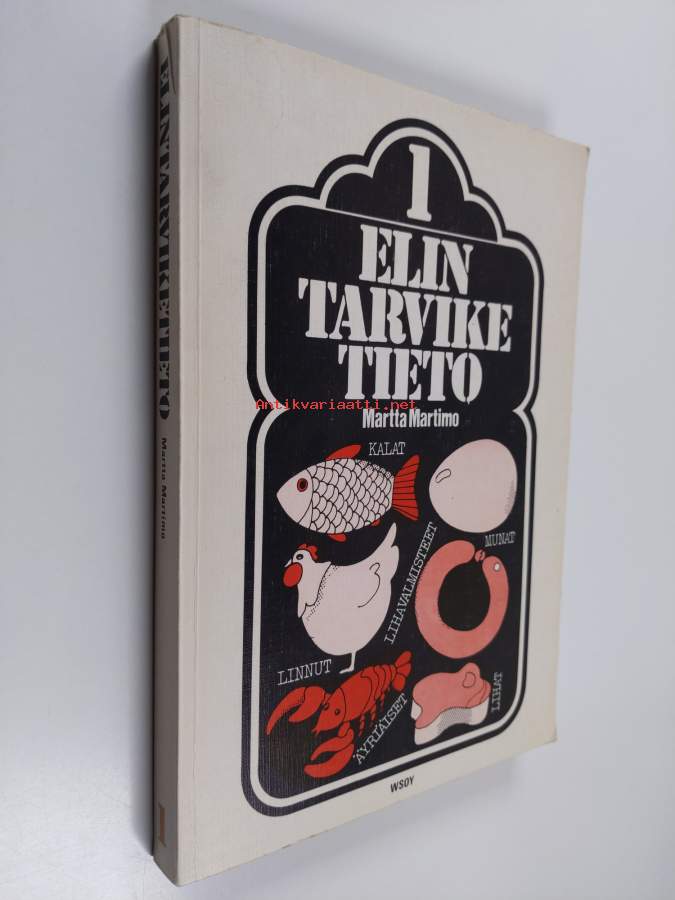 1
ELIN
TARVIKE
TIETO
Antikvariaatti.net
Martta Martimo
KALAT
MUNAT
LIHAVALMISTEET
LINNUT
ÄYRIÄISET
LIHAT
WSOY
ELINTARVIKETIETO
Martta Martimo
1